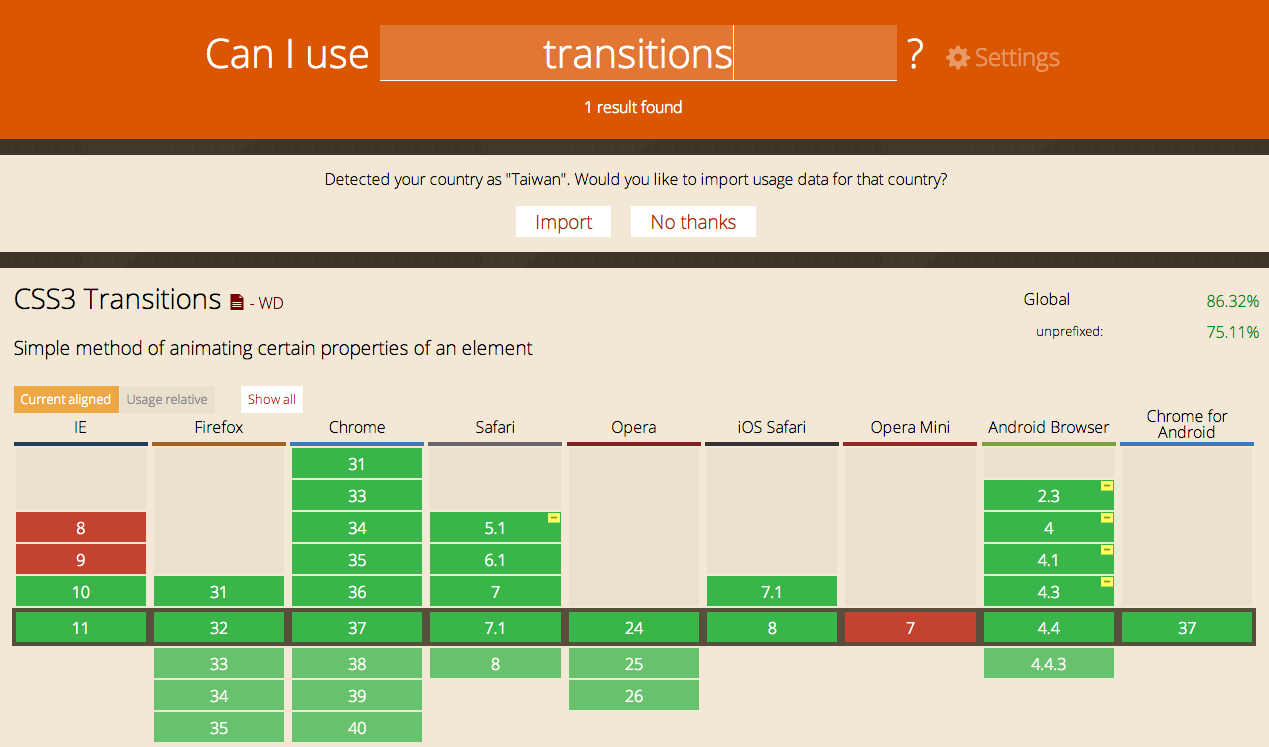 Can I use transitions ? Settings
1 result found
Detected your country as "Taiwan". Would you like to import usage data for that country?
Import No thanks
CSS3 Transitions - WD
Global 86.32%
unprefixed: 75.11%
Simple method of animating certain properties of an element
Current aligned Usage relative Show all
IE Firefox Chrome Safari Opera iOS Safari Opera Mini Android Browser Chrome for Android
31
33 2.3
8 34 5.1 4
9 35 6.1 4.1
10 31 36 7 7.1 4.3
11 32 37 7.1 24 8 7 4.4 37
33 38 8 25 4.4.3
34 39 26
35 40